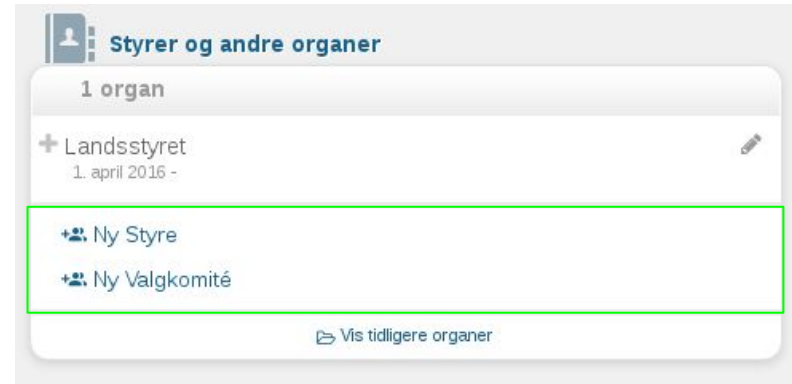 Styrer og andre organer
1 organ
Landsstyret
1. april 2016 -
Ny Styre
Ny Valgkomité
Vis tidligere organer